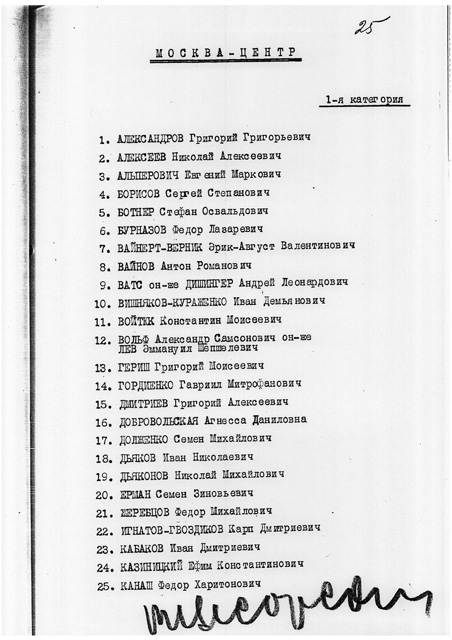 25
МОСКВА-ЦЕНТР
1-я категория
1. АЛЕКСАНДРОВ Григорий Григорьевич
2. АЛЕКСЕЕВ Николай Алексеевич
3. АЛЬПЕРОВИЧ Евгений Маркович
4. БОРИСОВ Сергей Степанович
5. БОТНЕР Стефан Освальдович
6. БУРНАЗОВ Федор Лазаревич
7. ВАЙНЕРТ-ВЕРНИК Эрик-Август Валентинович
8. ВАЙНОВ Антон Романович
9. ВАТС он-же ДИШИНГЕР Андрей Леонардович
10. ВИШНЯКОВ-КУРАЖЕНКО Иван Демьянович
11. ВОЙТЫК Константин Моисеевич
12. ВОЛЬФ Александр Самсонович он-же
ЛЕВ Эммануил Шепшелевич
13. ГЕРИШ Григорий Моисеевич
14. ГОРДИЕНКО Гавриил Митрофанович
15. ДМИТРИЕВ Григорий Алексеевич
16. ДОБРОВОЛЬСКАЯ Агнесса Даниловна
17. ДОЛЖЕНКО Семен Михайлович
18. ДЬЯКОВ Иван Николаевич
19. ДЬЯКОНОВ Николай Михайлович
20. ЕРМАН Семен Зиновьевич
21. ЖЕРЕБЦОВ Федор Михайлович
22. ИГНАТОВ-ГВОЗДИКОВ Карп Дмитриевич
23. КАБАКОВ Иван Дмитриевич
24. КАЗИНИЦКИЙ Ефим Константинович
25. КАНАШ Федор Харитонович